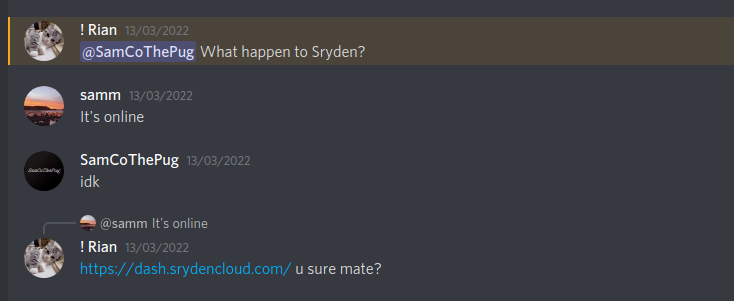 ! Rian 13/03/2022
@SamCoThePug What happen to Sryden?
samm 13/03/2022
It's online
SamCoThePug
SamCoThePug 13/03/2022
idk
@samm It's online
! Rian 13/03/2022
https://dash.srydencloud.com/ u sure mate?